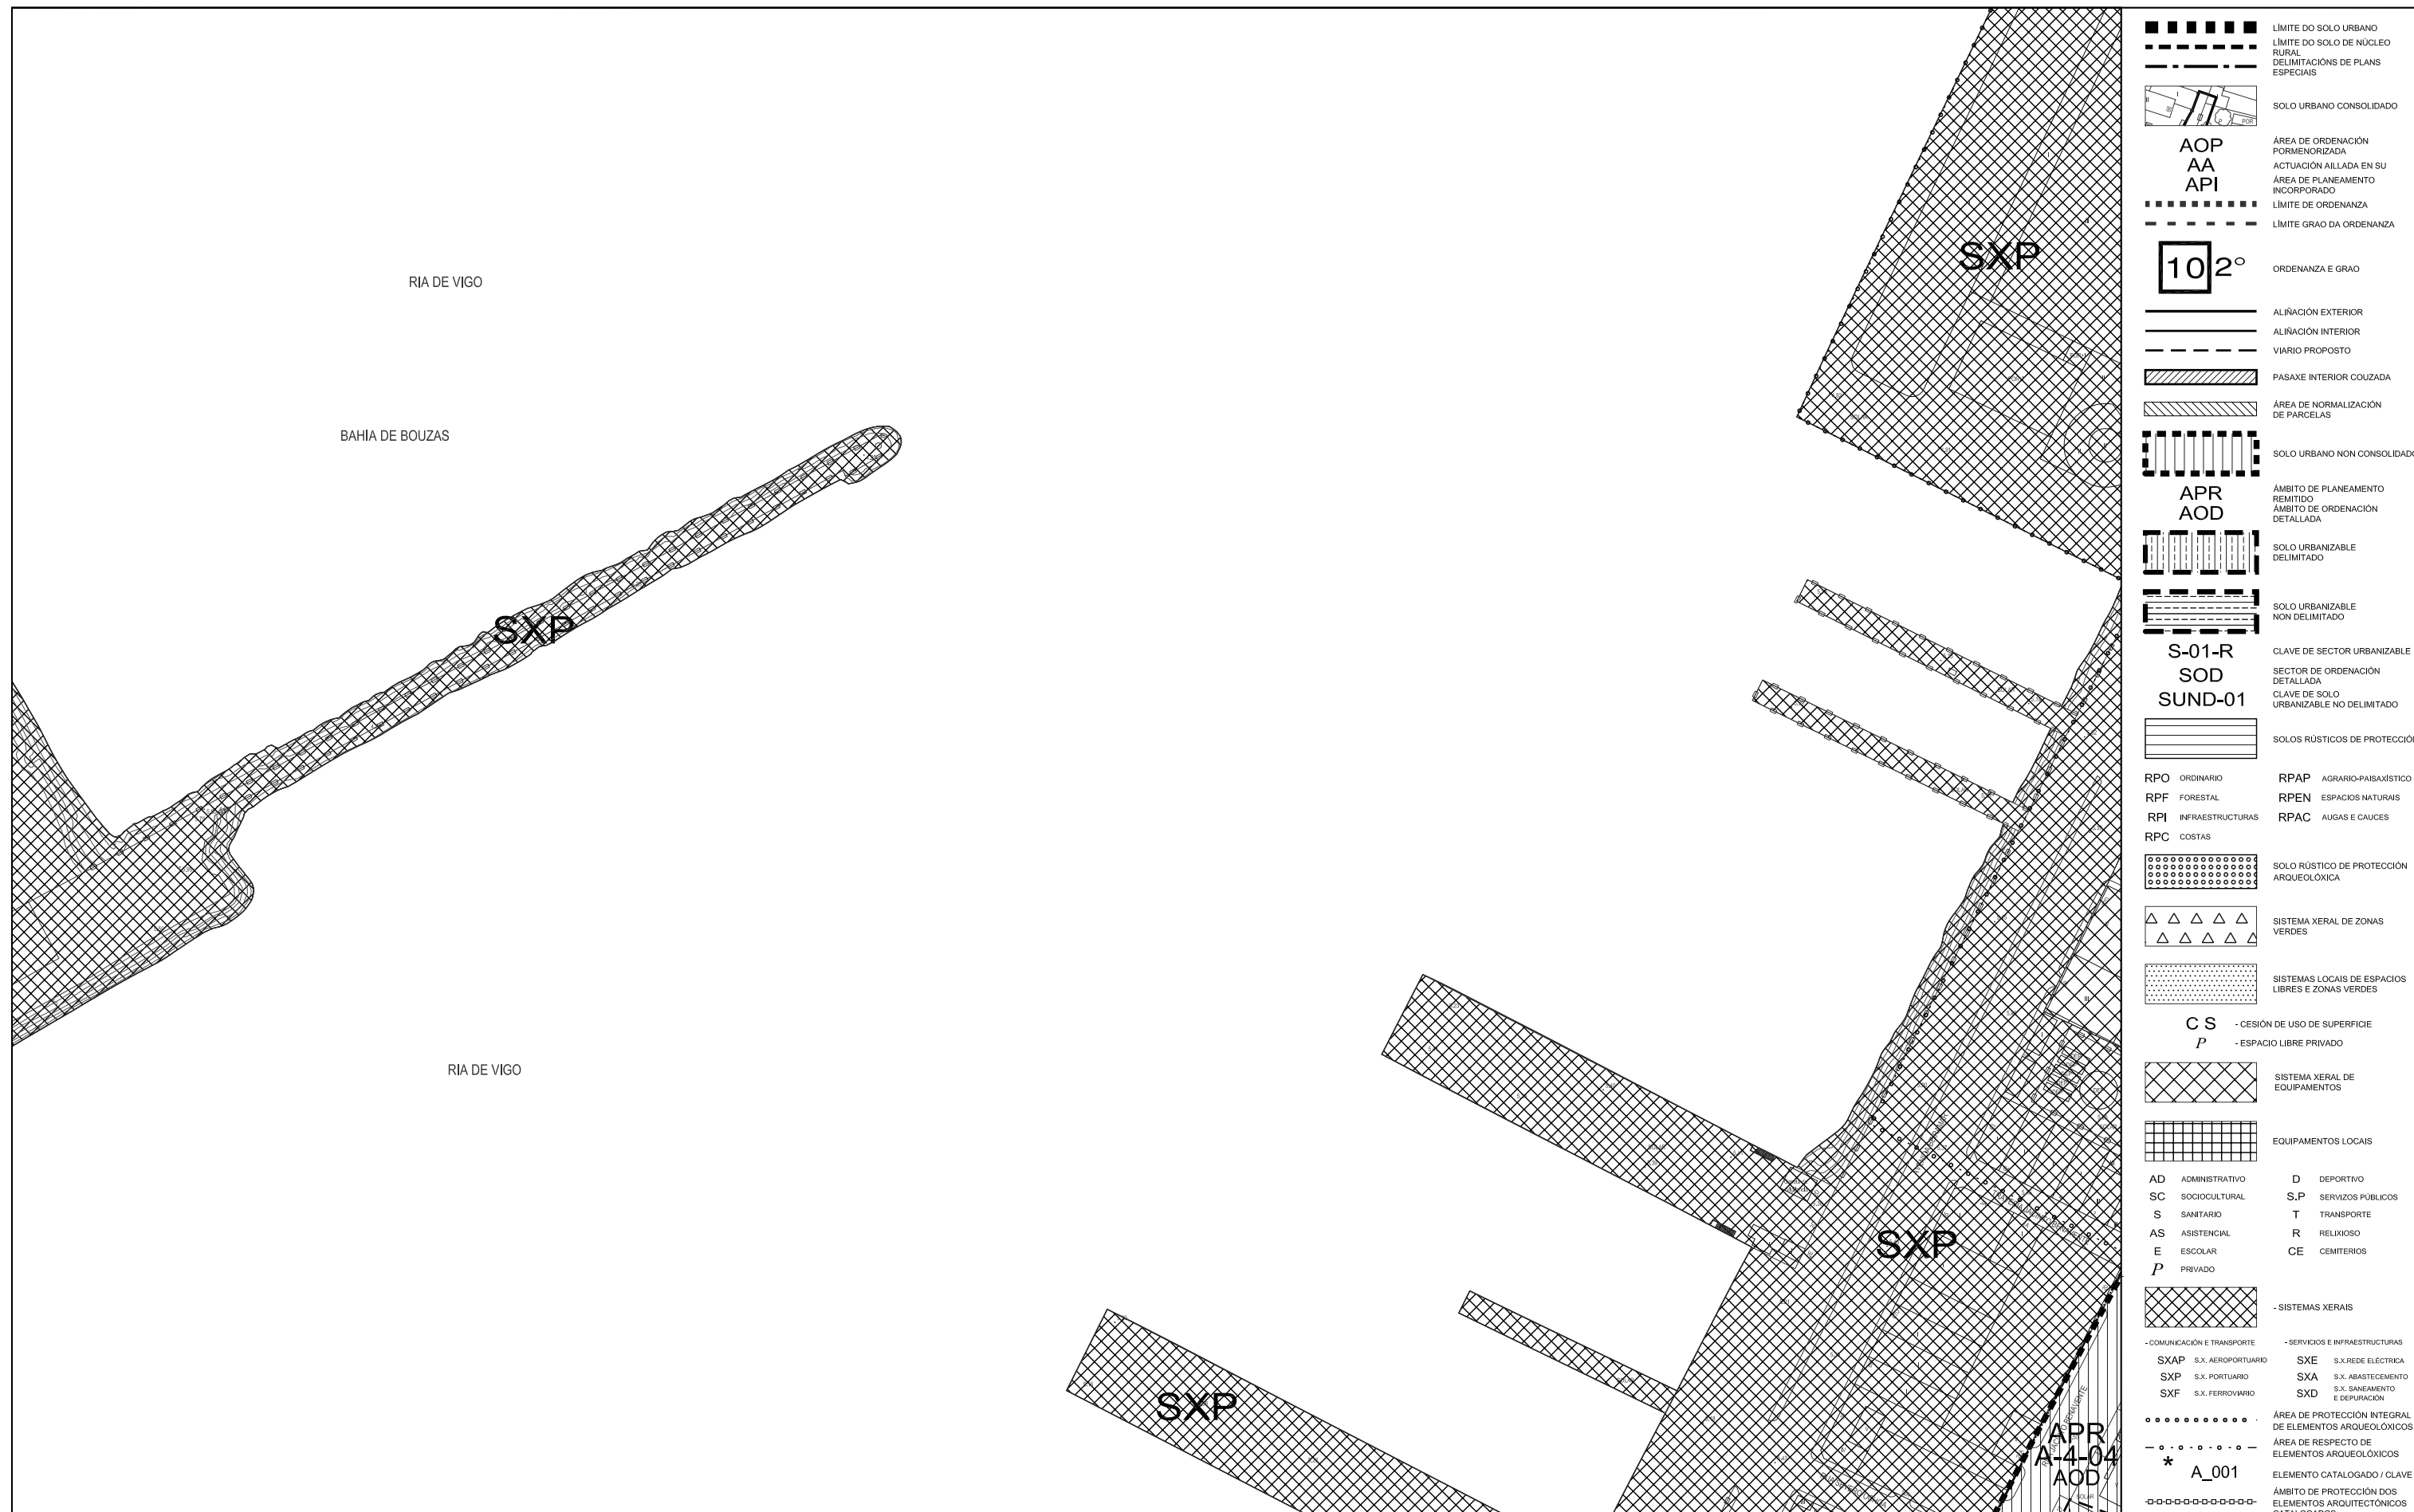 RIA DE VIGO
BAHIA DE BOUZAS
SXP
SXP
RIA DE VIGO
SXP
SXP
APR
A-4-04
AOD
LÍMITE DO SOLO URBANO
LÍMITE DO SOLO DE NÚCLEO
RURAL
DELIMITACIÓNS DE PLANS
ESPECIAIS
SOLO URBANO CONSOLIDADO
AOP ÁREA DE ORDENACIÓN
PORMENORIZADA
AA ACTUACIÓN AILLADA EN SU
API ÁREA DE PLANEAMENTO
INCORPORADO
LÍMITE DE ORDENANZA
LÍMITE GRAO DA ORDENANZA
10 2° ORDENANZA E GRAO
ALIÑACIÓN EXTERIOR
ALIÑACIÓN INTERIOR
VIARIO PROPOSTO
PASAXE INTERIOR COUZADA
ÁREA DE NORMALIZACIÓN
DE PARCELAS
SOLO URBANO NON CONSOLIDADO
APR ÁMBITO DE PLANEAMENTO
REMITIDO
AOD ÁMBITO DE ORDENACIÓN
DETALLADA
SOLO URBANIZABLE
DELIMITADO
SOLO URBANIZABLE
NON DELIMITADO
S-01-R CLAVE DE SECTOR URBANIZABLE
SOD SECTOR DE ORDENACIÓN
DETALLADA
SUND-01 CLAVE DE SOLO
URBANIZABLE NO DELIMITADO
SOLOS RÚSTICOS DE PROTECCIÓN
RPO ORDINARIO RPAP AGRARIO-PAISAXÍSTICO
RPF FORESTAL RPEN ESPACIOS NATURAIS
RPI INFRAESTRUCTURAS RPAC AUGAS E CAUCES
RPC COSTAS
SOLO RÚSTICO DE PROTECCIÓN
ARQUEOLÓXICA
SISTEMA XERAL DE ZONAS
VERDES
SISTEMAS LOCAIS DE ESPACIOS
LIBRES E ZONAS VERDES
C S - CESIÓN DE USO DE SUPERFICIE
P - ESPACIO LIBRE PRIVADO
SISTEMA XERAL DE
EQUIPAMENTOS
EQUIPAMENTOS LOCAIS
AD ADMINISTRATIVO D DEPORTIVO
SC SOCIOCULTURAL S.P SERVIZOS PÚBLICOS
S SANITARIO T TRANSPORTE
AS ASISTENCIAL R RELIXIOSO
E ESCOLAR CE CEMITERIOS
P PRIVADO
- SISTEMAS XERAIS
- COMUNICACIÓN E TRANSPORTE - SERVICIOS E INFRAESTRUCTURAS
SXAP S.X. AEROPORTUARIO SXE S.X.REDE ELÉCTRICA
SXP S.X. PORTUARIO SXA S.X. ABASTECEMENTO
SXF S.X. FERROVIARIO SXD S.X. SANEAMENTO
E DEPURACIÓN
ÁREA DE PROTECCIÓN INTEGRAL
DE ELEMENTOS ARQUEOLÓXICOS
ÁREA DE RESPECTO DE
ELEMENTOS ARQUEOLÓXICOS
* A_001 ELEMENTO CATALOGADO / CLAVE
ÁMBITO DE PROTECCIÓN DOS
ELEMENTOS ARQUITECTÓNICOS